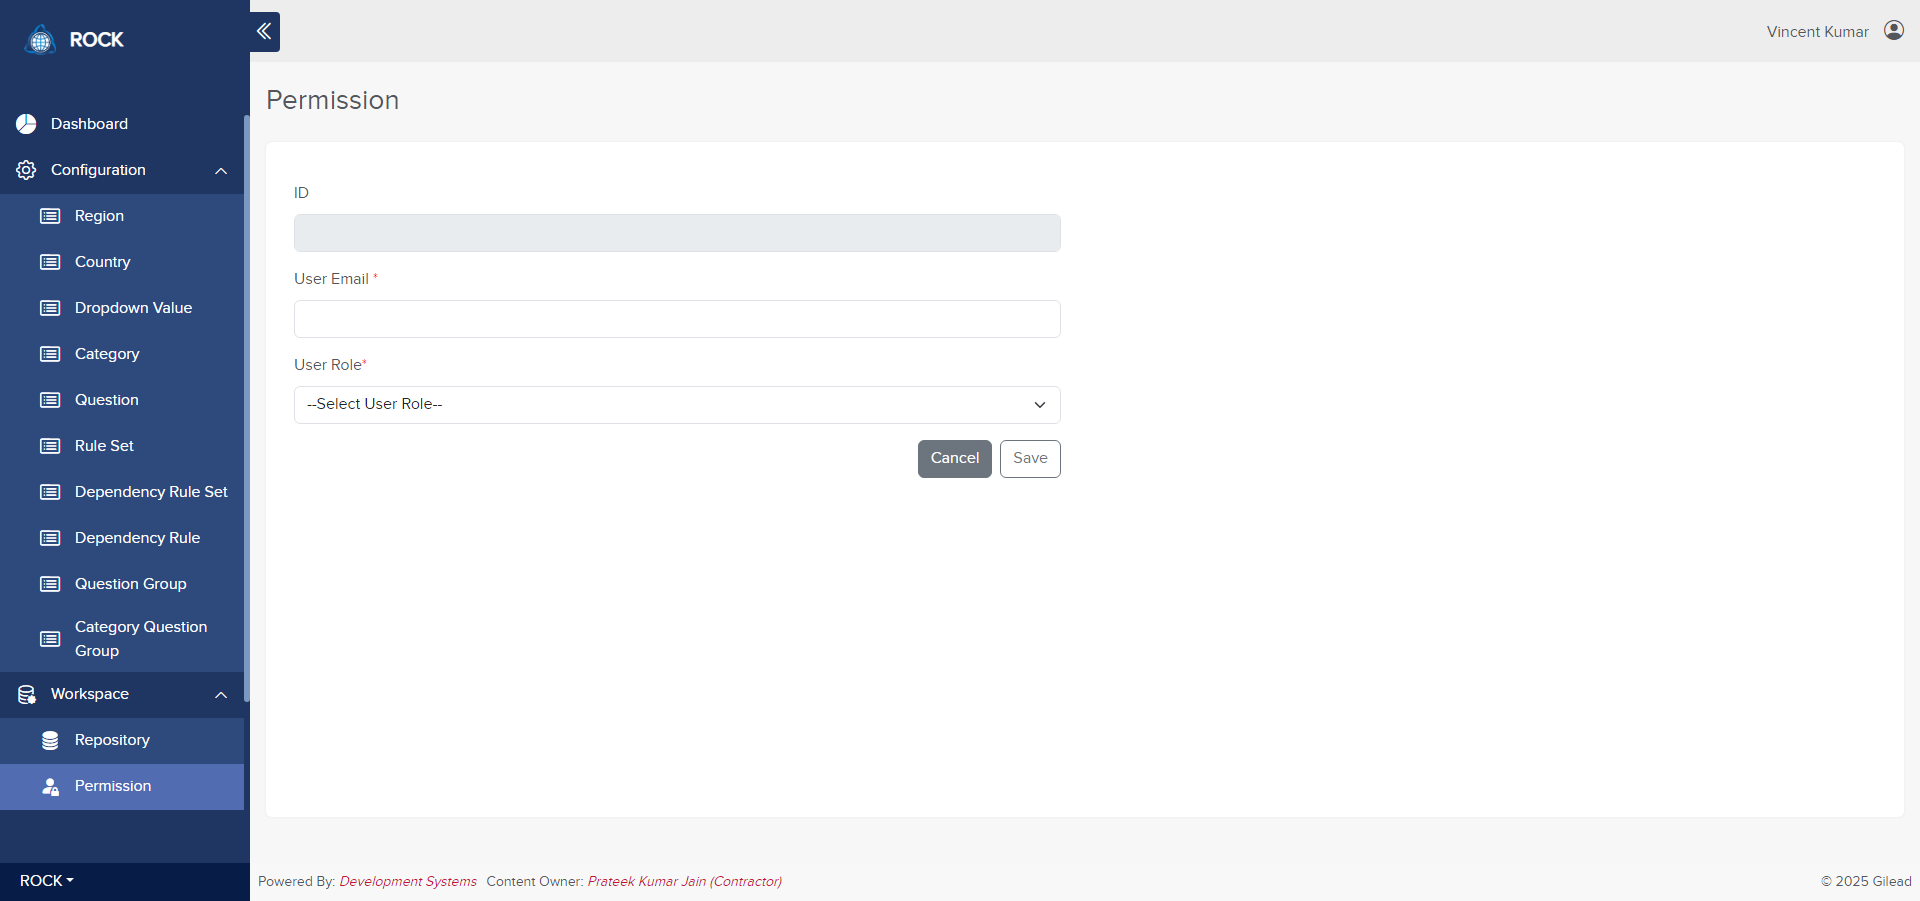 ROCK
Vincent Kumar
Dashboard
Configuration
Region
Country
Dropdown Value
Category
Question
Rule Set
Dependency Rule Set
Dependency Rule
Question Group
Category Question
Group
Workspace
Repository
Permission
ROCK
Permission
ID
User Email *
User Role*
--Select User Role--
Cancel Save
Powered By: Development Systems Content Owner: Prateek Kumar Jain (Contractor)
© 2025 Gilead